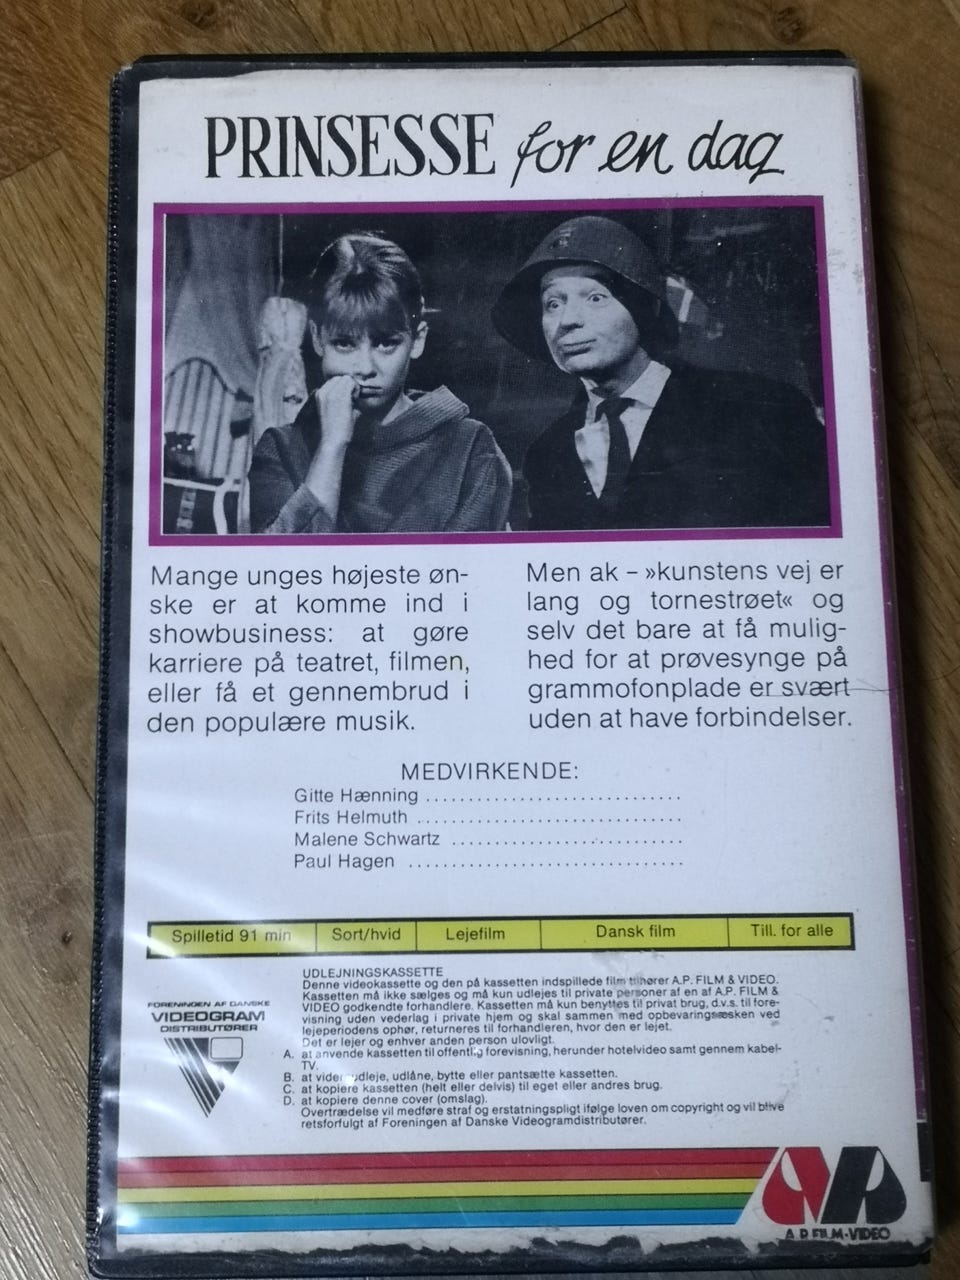 PRINSESSE for en dag
Mange unges højeste øn-
ske er at komme ind i
showbusiness: at gøre
karriere på teatret, filmen,
eller få et gennembrud i
den populære musik.
Men ak – »kunstens vej er
lang og tornestrøet« og
selv det bare at få mulig-
hed for at prøvesynge på
grammofonplade er svært
uden at have forbindelser.
MEDVIRKENDE:
Gitte Hænning ..............................
Frits Helmuth ...............................
Malene Schwartz ...........................
Paul Hagen ................................
Spilletid 91 min Sort/hvid Lejefilm Dansk film Till. for alle
FORENINGEN AF DANSKE
VIDEOGRAM
DISTRIBUTØRER
UDLEJNINGSKASSETTE
Denne videokassette og den på kassetten indspillede film tilhører A.P. FILM & VIDEO.
Kassetten må ikke sælges og må kun udlejes til private personer af en af A.P. FILM &
VIDEO godkendte forhandlere. Kassetten må kun benyttes til privat brug, d.v.s. til fore-
visning uden vederlag i private hjem og skal sammen med opbevaringsæsken ved
lejeperiodens ophør, returneres til forhandleren, hvor den er lejet.
Det er lejer og enhver anden person ulovligt.
A. at anvende kassetten til offentlig forevisning, herunder hotelvideo samt gennem kabel-
TV.
B. at videreudleje, udlåne, bytte eller pantsætte kassetten.
C. at kopiere kassetten (helt eller delvis) til eget eller andres brug.
D. at kopiere denne cover (omslag).
Overtrædelse vil medføre straf og erstatningspligt ifølge loven om copyright og vil blive
retsforfulgt af Foreningen af Danske Videogramdistributører.
A.P. FILM-VIDEO